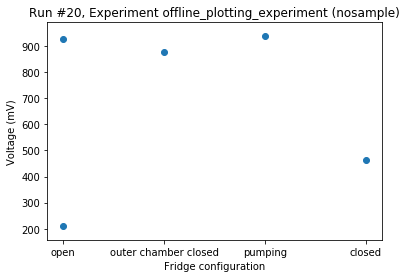 Run #20, Experiment offline_plotting_experiment (nosample)
Voltage (mV)
900
800
700
600
500
400
300
200
open outer chamber closed pumping closed
Fridge configuration